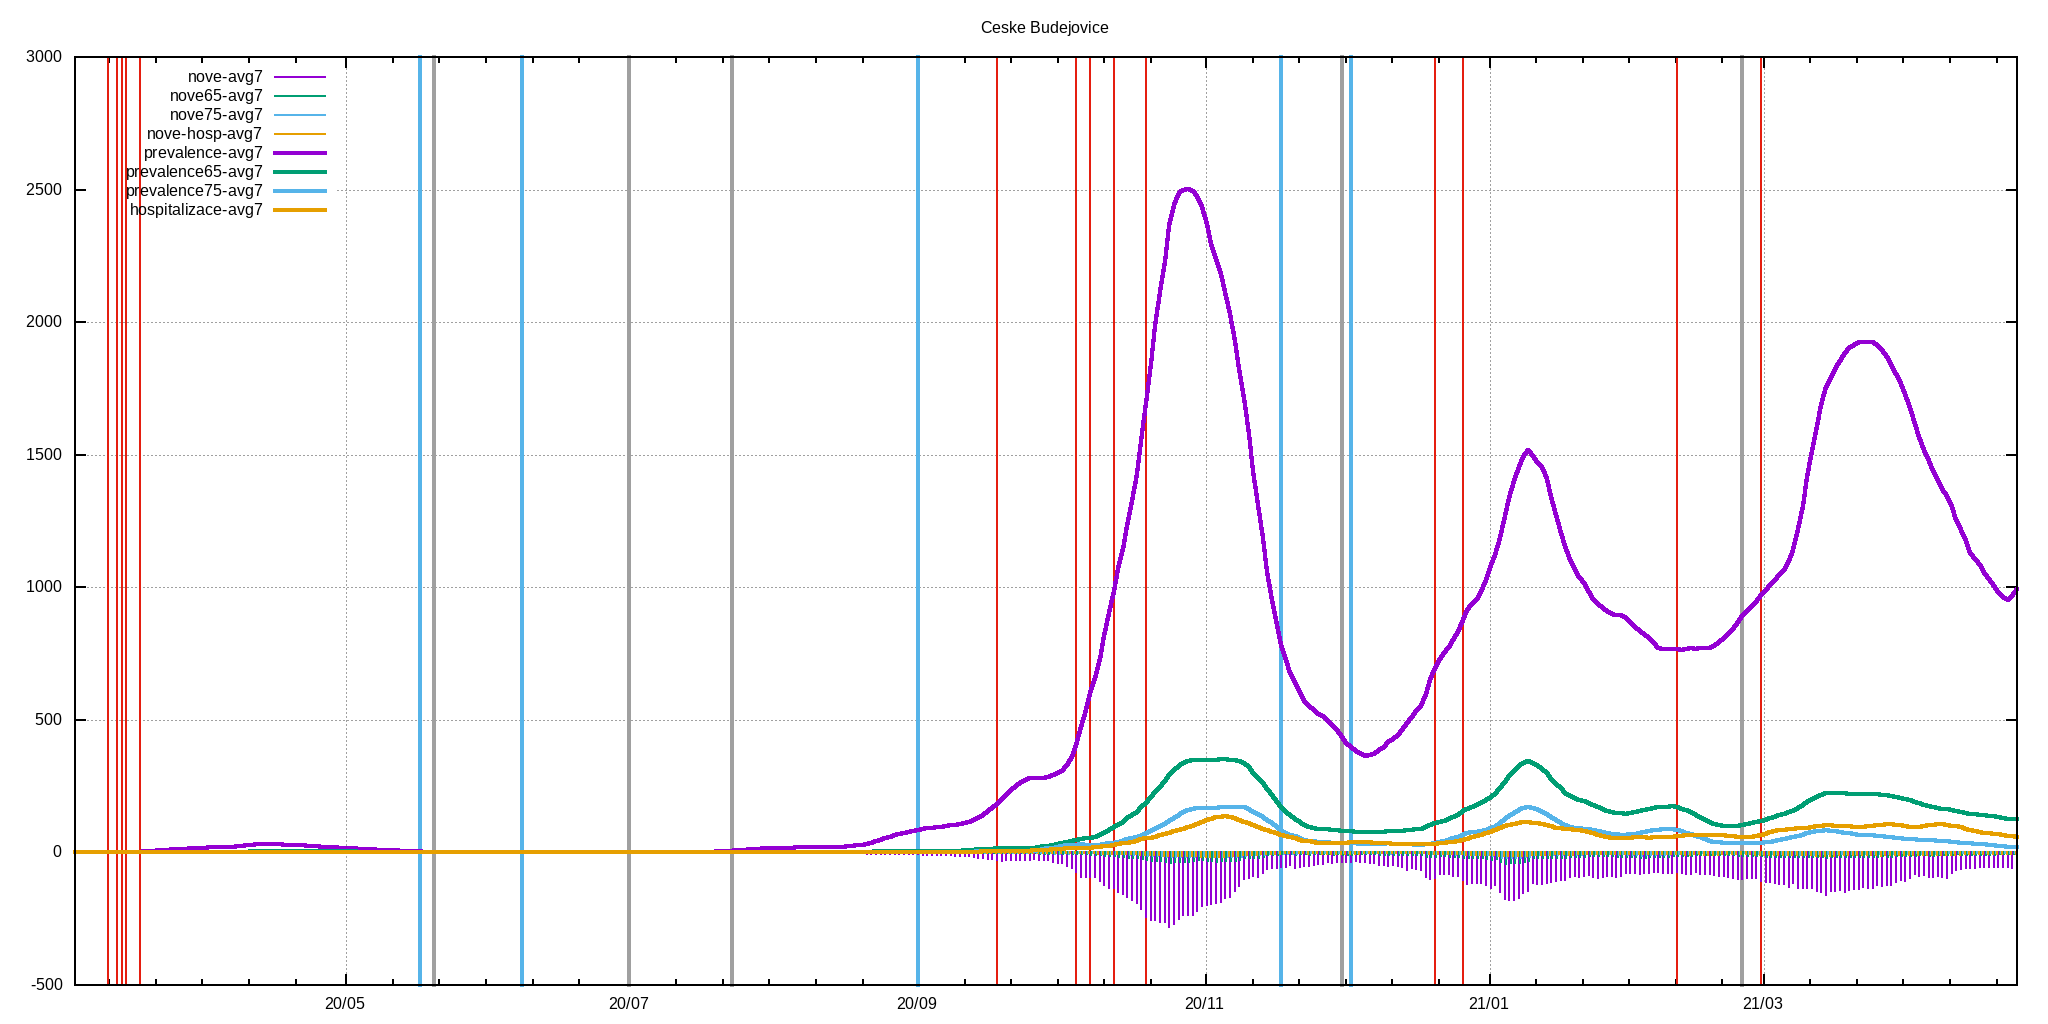 Ceske Budejovice
3000
2500
2000
1500
1000
500
0
-500
nove-avg7
nove65-avg7
nove75-avg7
nove-hosp-avg7
prevalence-avg7
prevalence65-avg7
prevalence75-avg7
hospitalizace-avg7
20/05 20/07 20/09 20/11 21/01 21/03